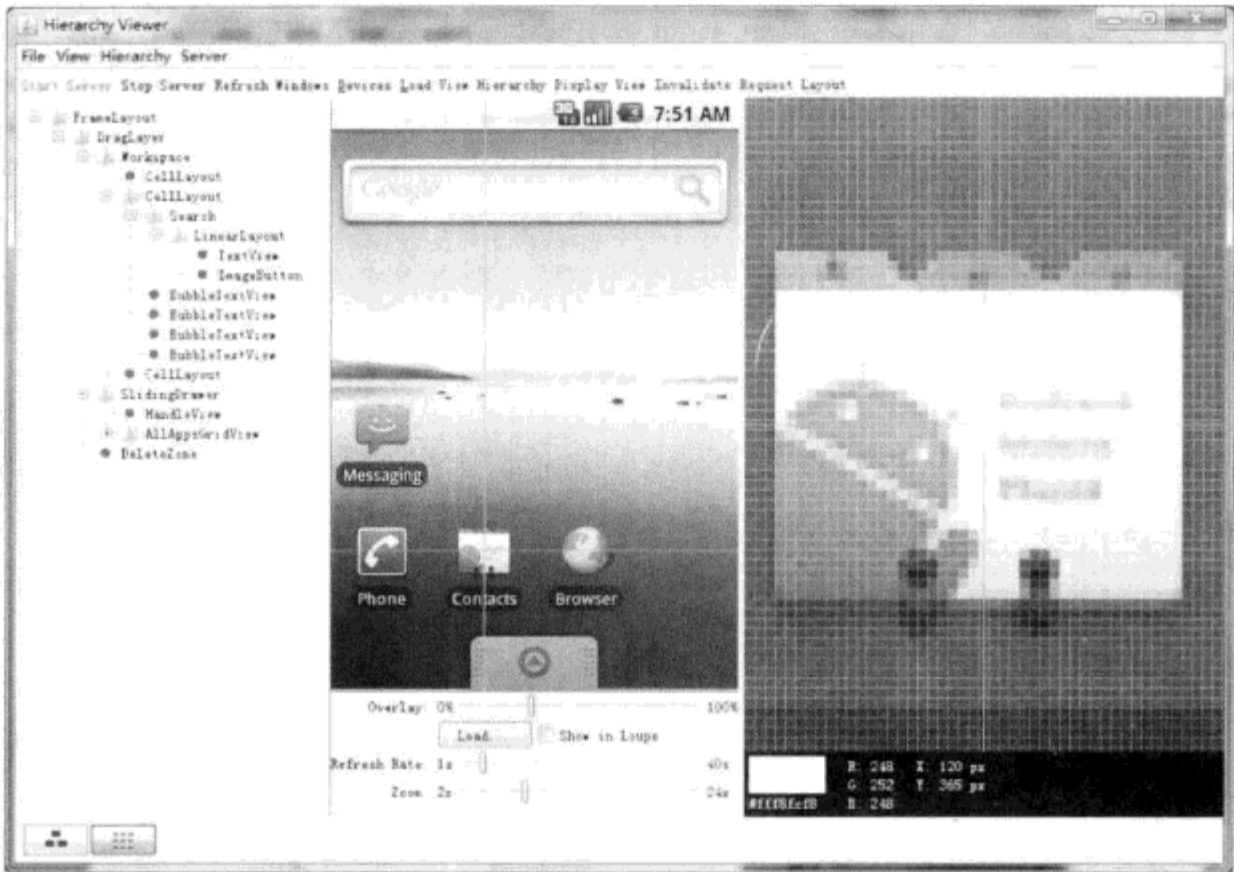 Hierarchy Viewer
File View Hierarchy Server
Start Server Stop Server Refresh Windows Devices Load View Hierarchy Display View Invalidate Request Layout
FrameLayout
DragLayer
Workspace
CellLayout
CellLayout
Search
LinearLayout
TextView
ImageButton
BubbleTextView
BubbleTextView
BubbleTextView
BubbleTextView
CellLayout
SlidingDrawer
HandleView
AllAppsGridView
DeleteZone
3G
7:51 AM
Google
Messaging
Phone
Contacts
Browser
Overlay: 0% 100%
Load... Show in Loupe
Refresh Rate: 1s 40s
Zoom: 2x 24x
#fff8fcf8
R: 248 X: 120 px
G: 252 Y: 365 px
B: 248